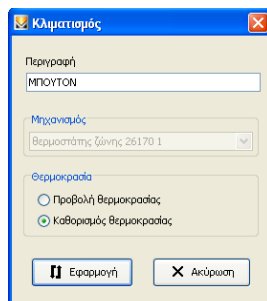 Κλιματισμός
Περιγραφή
ΜΠΟΥΤΟΝ
Μηχανισμός
θερμοστάτης ζώνης 26170 1
Θερμοκρασία
Προβολή θερμοκρασίας
Καθορισμός θερμοκρασίας
Εφαρμογή
Ακύρωση